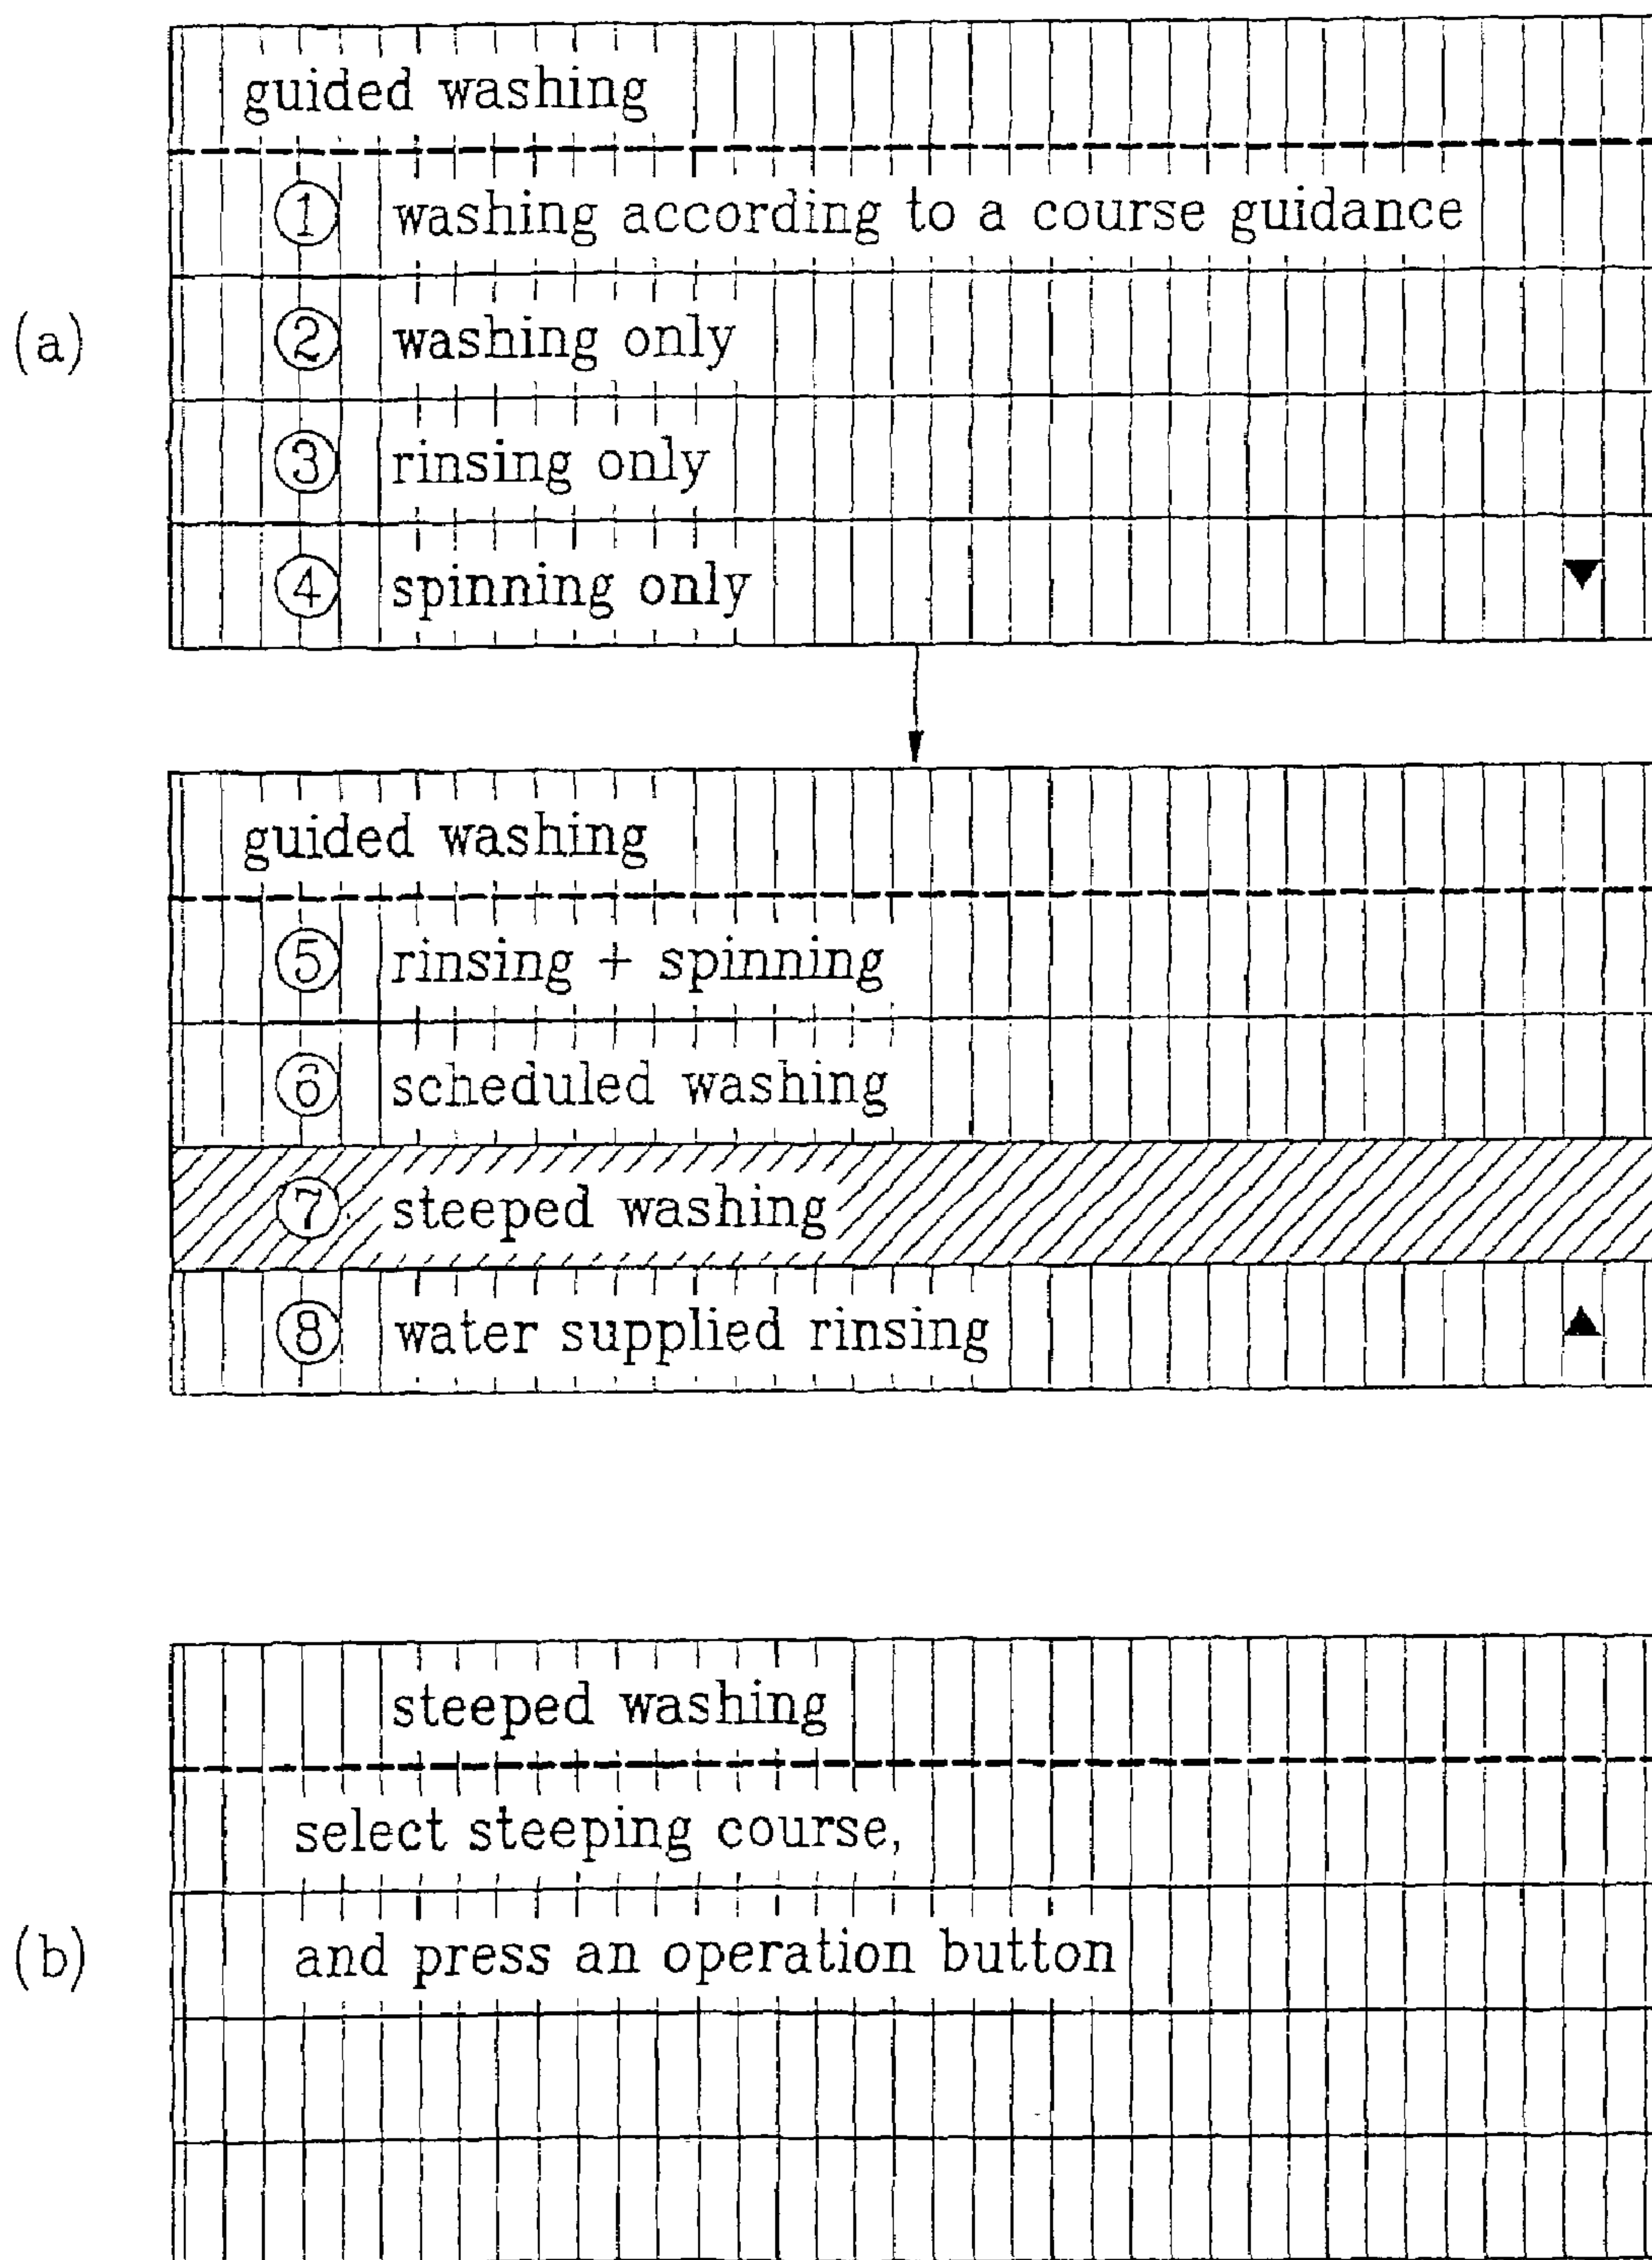 guided washing
① washing according to a course guidance
(a)
② washing only
③ rinsing only
④ spinning only ▼
guided washing
⑤ rinsing + spinning
⑥ scheduled washing
⑦ steeped washing
⑧ water supplied rinsing ▲
steeped washing
select steeping course,
(b)
and press an operation button